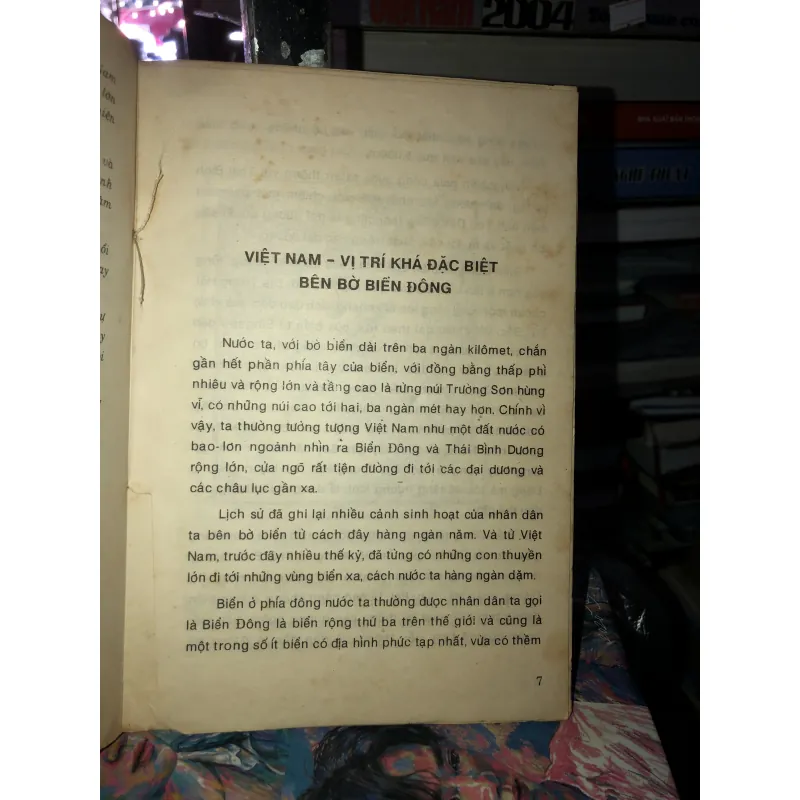 2004
VIỆT NAM – VỊ TRÍ KHÁ ĐẶC BIỆT
BÊN BỜ BIỂN ĐÔNG
Nước ta, với bờ biển dài trên ba ngàn kilômet, chắn
gần hết phần phía tây của biển, với đồng bằng thấp phì
nhiêu và rộng lớn và tầng cao là rừng núi Trường Sơn hùng
vĩ, có những núi cao tới hai, ba ngàn mét hay hơn. Chính vì
vậy, ta thường tưởng tượng Việt Nam như một đất nước có
bao-lơn ngoảnh nhìn ra Biển Đông và Thái Bình Dương
rộng lớn, cửa ngõ rất tiện đường đi tới các đại dương và
các châu lục gần xa.
Lịch sử đã ghi lại nhiều cảnh sinh hoạt của nhân dân
ta bên bờ biển từ cách đây hàng ngàn năm. Và từ Việt
Nam, trước đây nhiều thế kỷ, đã từng có những con thuyền
lớn đi tới những vùng biển xa, cách nước ta hàng ngàn dặm.
Biển ở phía đông nước ta thường được nhân dân ta gọi
là Biển Đông là biển rộng thứ ba trên thế giới và cũng là
một trong số ít biển có địa hình phức tạp nhất, vừa có thềm
7